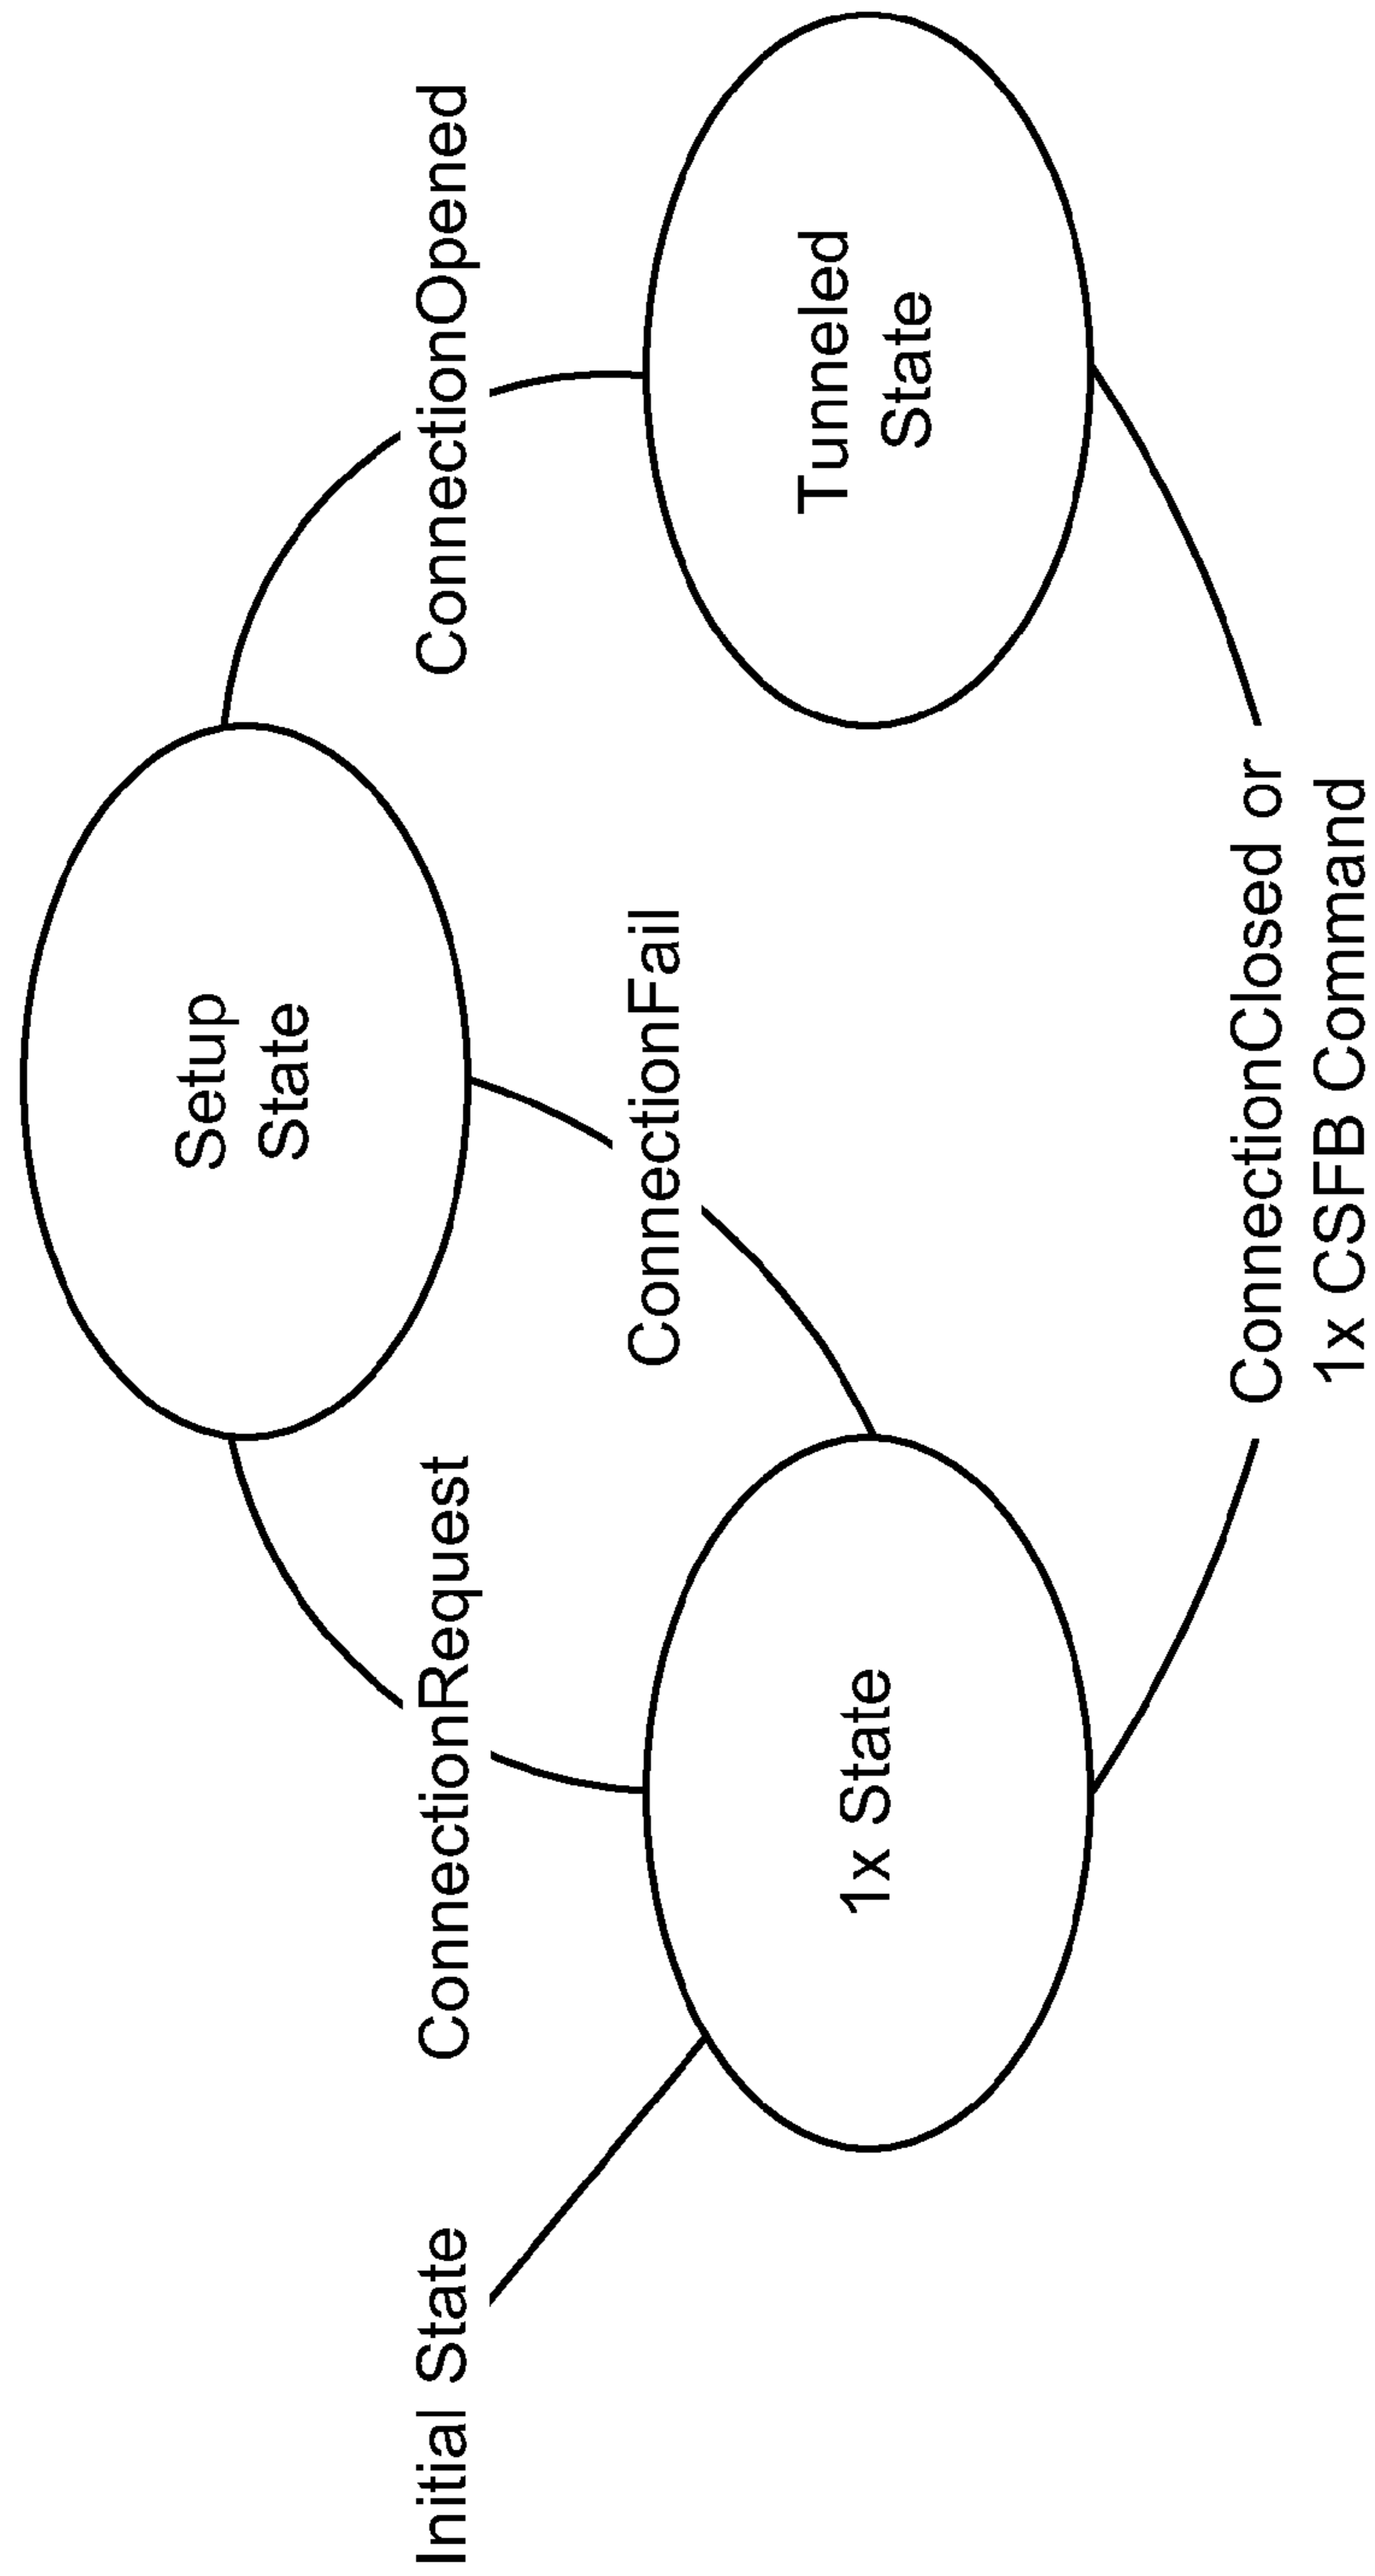 Setup
State
Initial State
ConnectionRequest
ConnectionOpened
ConnectionFail
1x State
Tunneled
State
ConnectionClosed or
1x CSFB Command